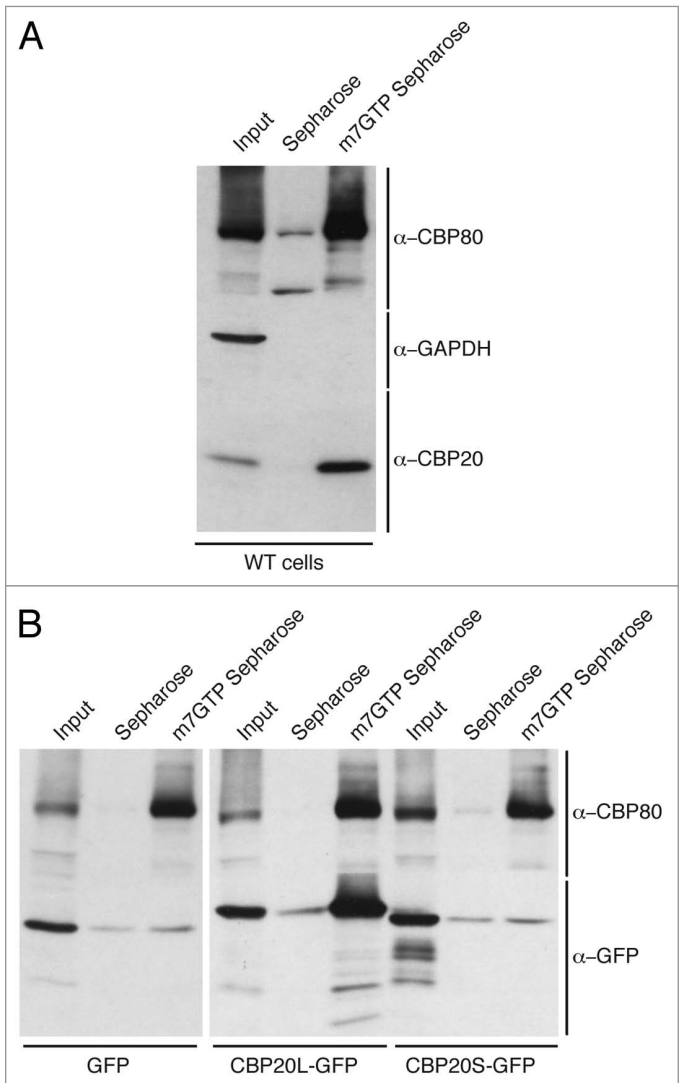 A
Input
Sepharose
m7GTP Sepharose
α–CBP80
α–GAPDH
α–CBP20
WT cells
B
Input
Sepharose
m7GTP Sepharose
Input
Sepharose
m7GTP Sepharose
Input
Sepharose
m7GTP Sepharose
α–CBP80
α–GFP
GFP
CBP20L-GFP
CBP20S-GFP